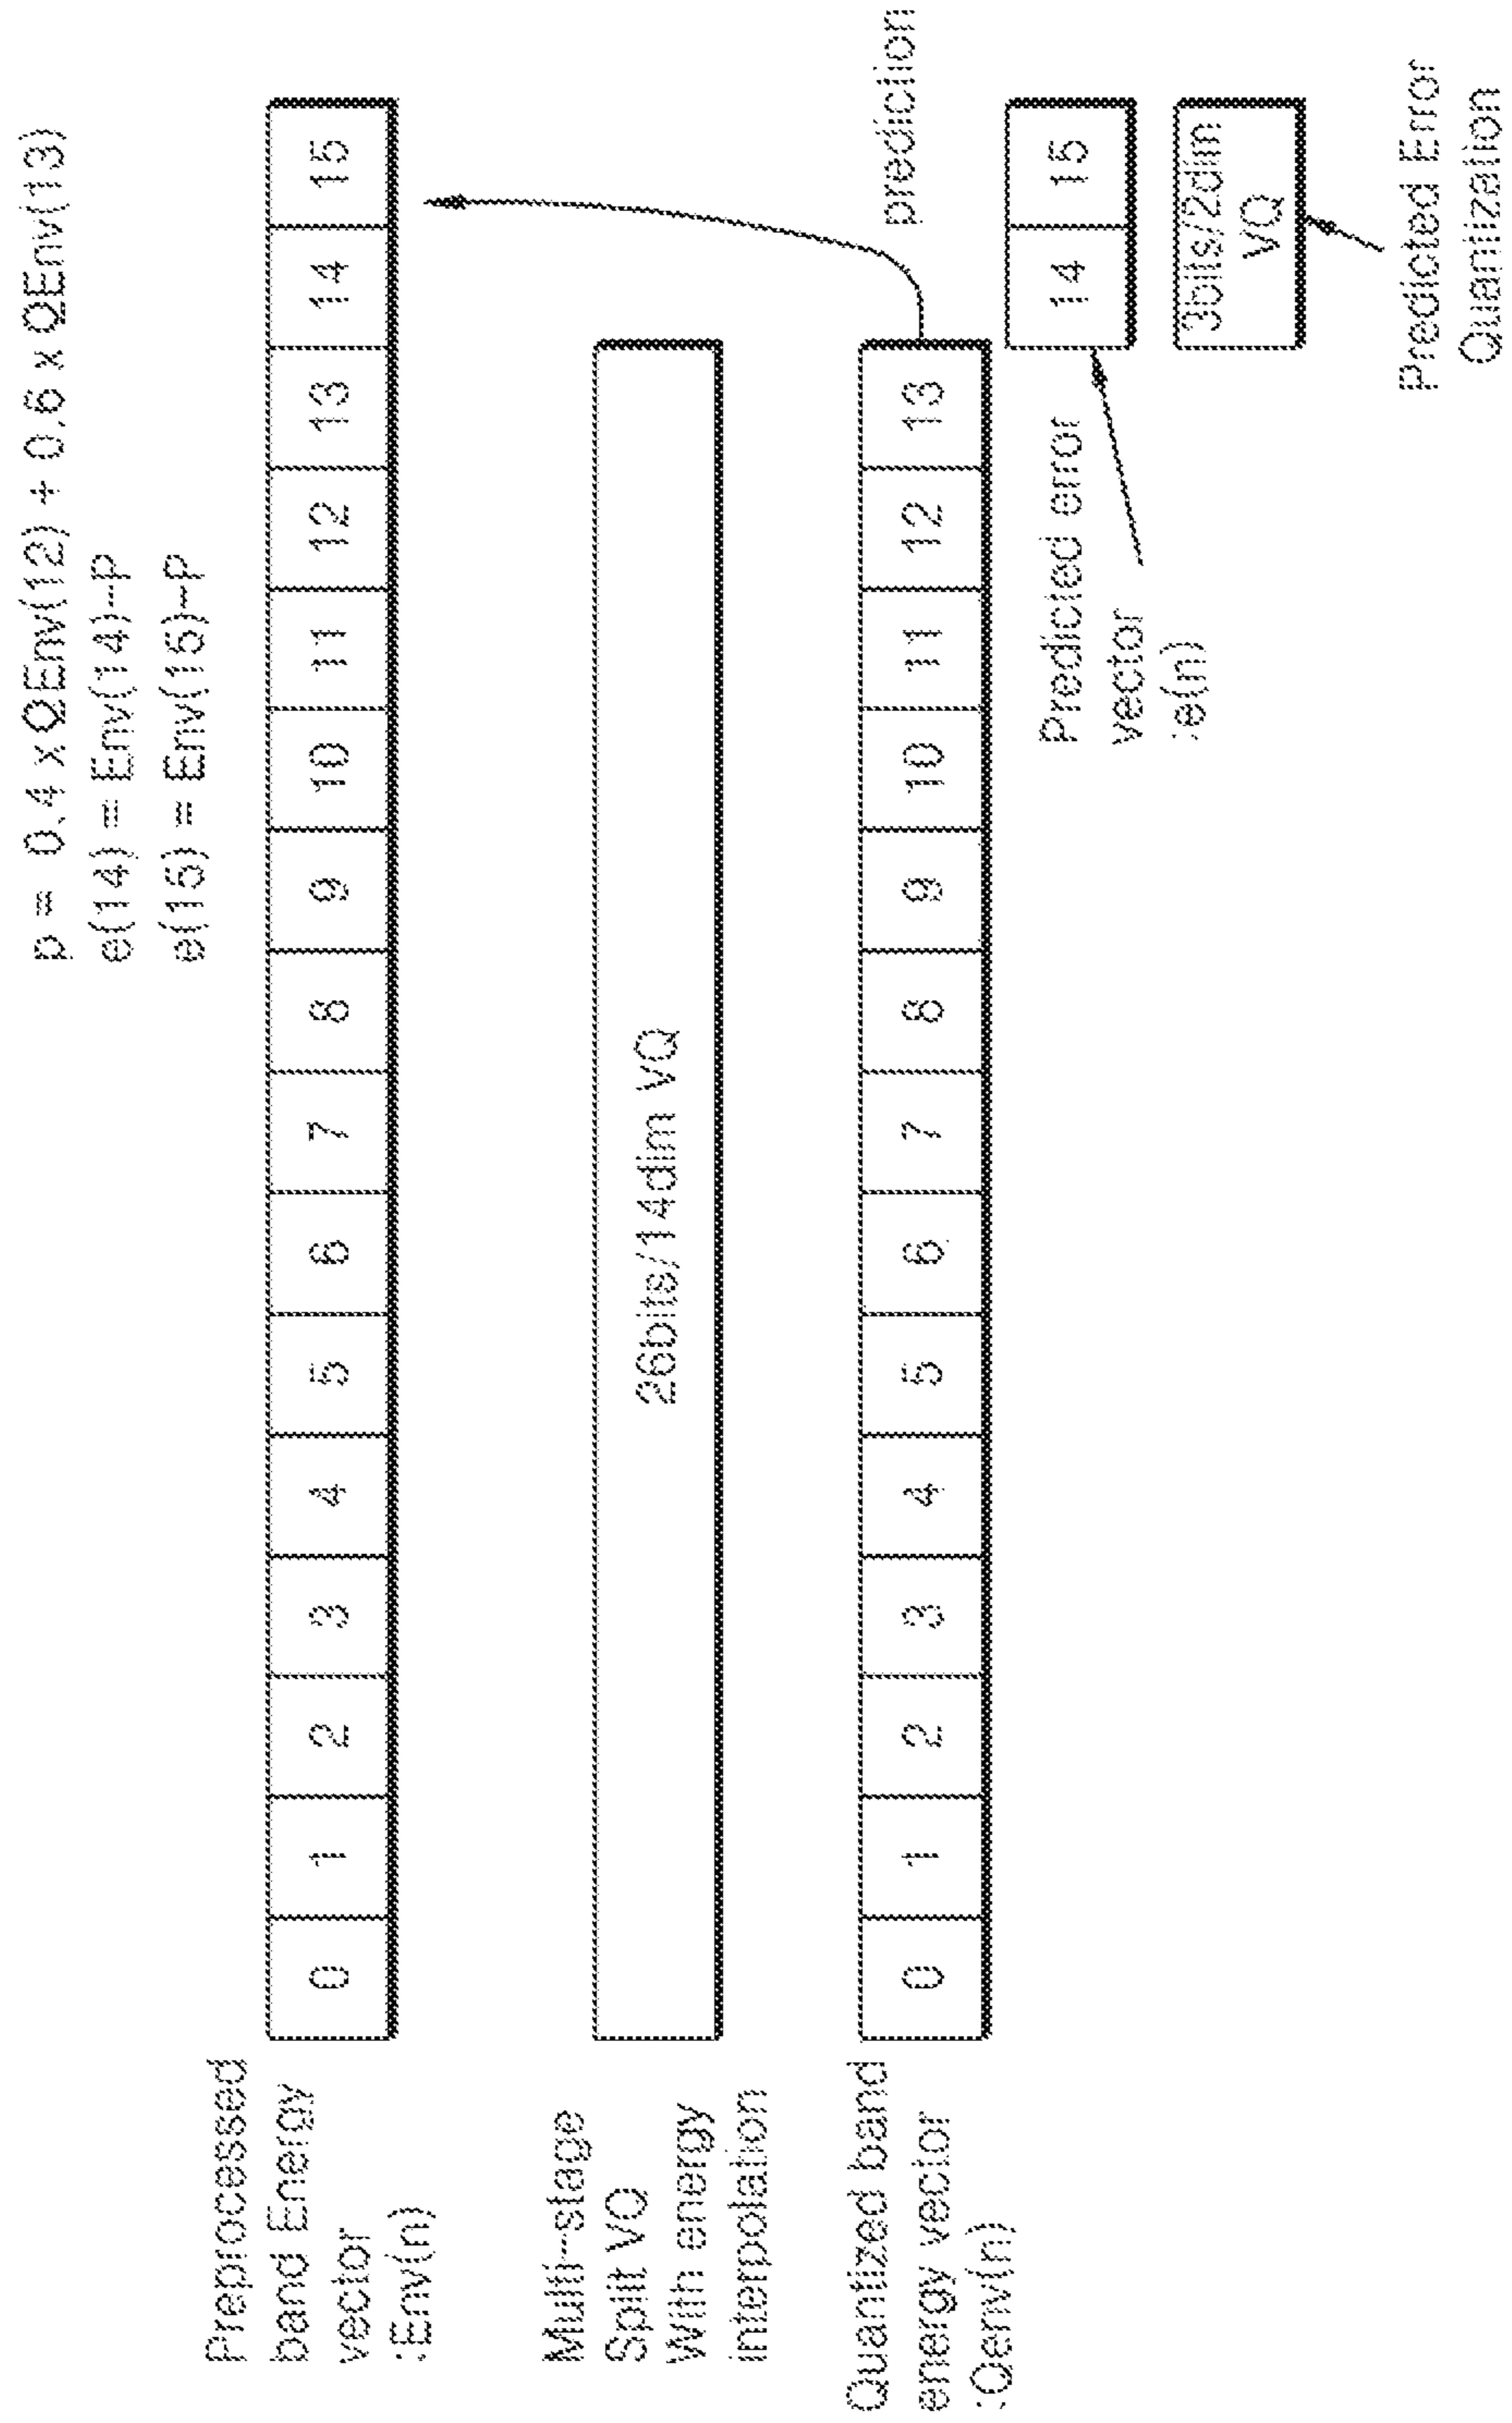 p = 0.4 x QEnv(12) + 0.6 x QEnv(13)
e(14) = Env(14)-p
e(15) = Env(15)-p
Preprocessed
band Energy
vector
:Env(n)
0 1 2 3 4 5 6 7 8 9 10 11 12 13 14 15
Multi-stage
Split VQ
With energy
interpolation
26bits/14dim VQ
Quantized band
energy vector
:Qenv(n)
0 1 2 3 4 5 6 7 8 9 10 11 12 13
prediction
Predicted error
vector
:e(n)
14 15
3bits/2dim
VQ
Predicted Error
Quantization